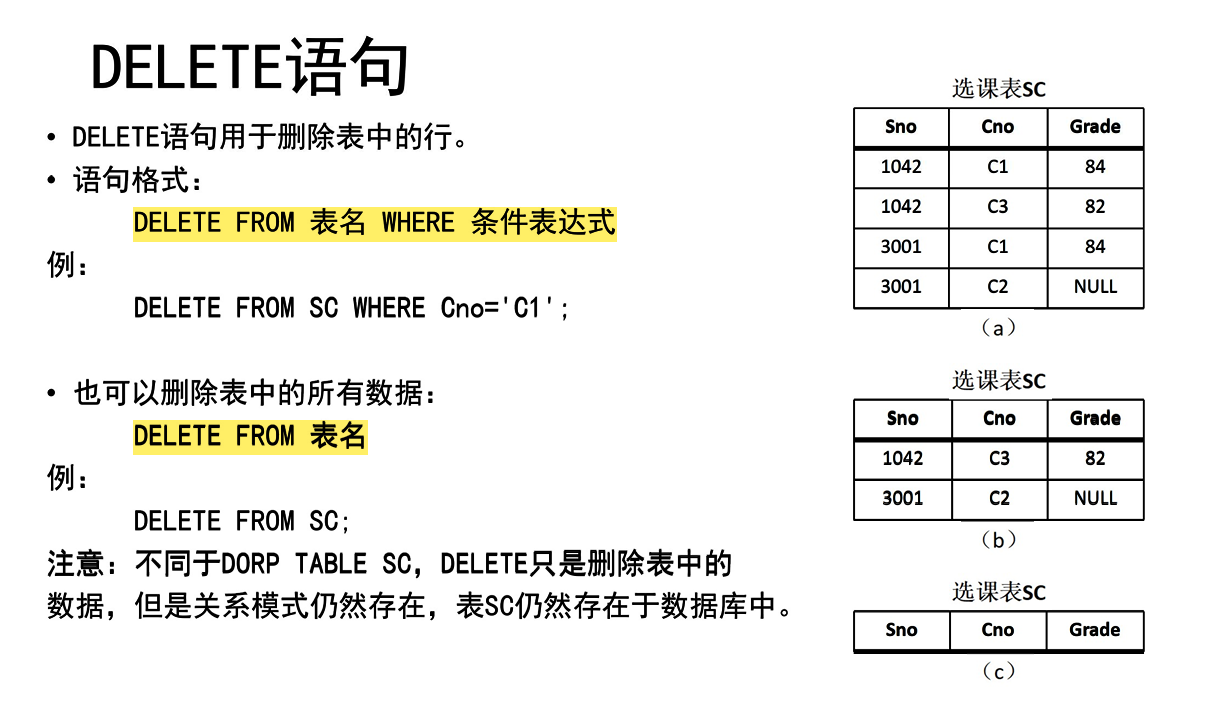 DELETE语句
• DELETE语句用于删除表中的行。
• 语句格式：
DELETE FROM 表名 WHERE 条件表达式
例：
DELETE FROM SC WHERE Cno='C1';
• 也可以删除表中的所有数据：
DELETE FROM 表名
例：
DELETE FROM SC;
注意：不同于DORP TABLE SC，DELETE只是删除表中的
数据，但是关系模式仍然存在，表SC仍然存在于数据库中。
选课表SC
Sno Cno Grade
1042 C1 84
1042 C3 82
3001 C1 84
3001 C2 NULL
（a）
选课表SC
Sno Cno Grade
1042 C3 82
3001 C2 NULL
（b）
选课表SC
Sno Cno Grade
（c）